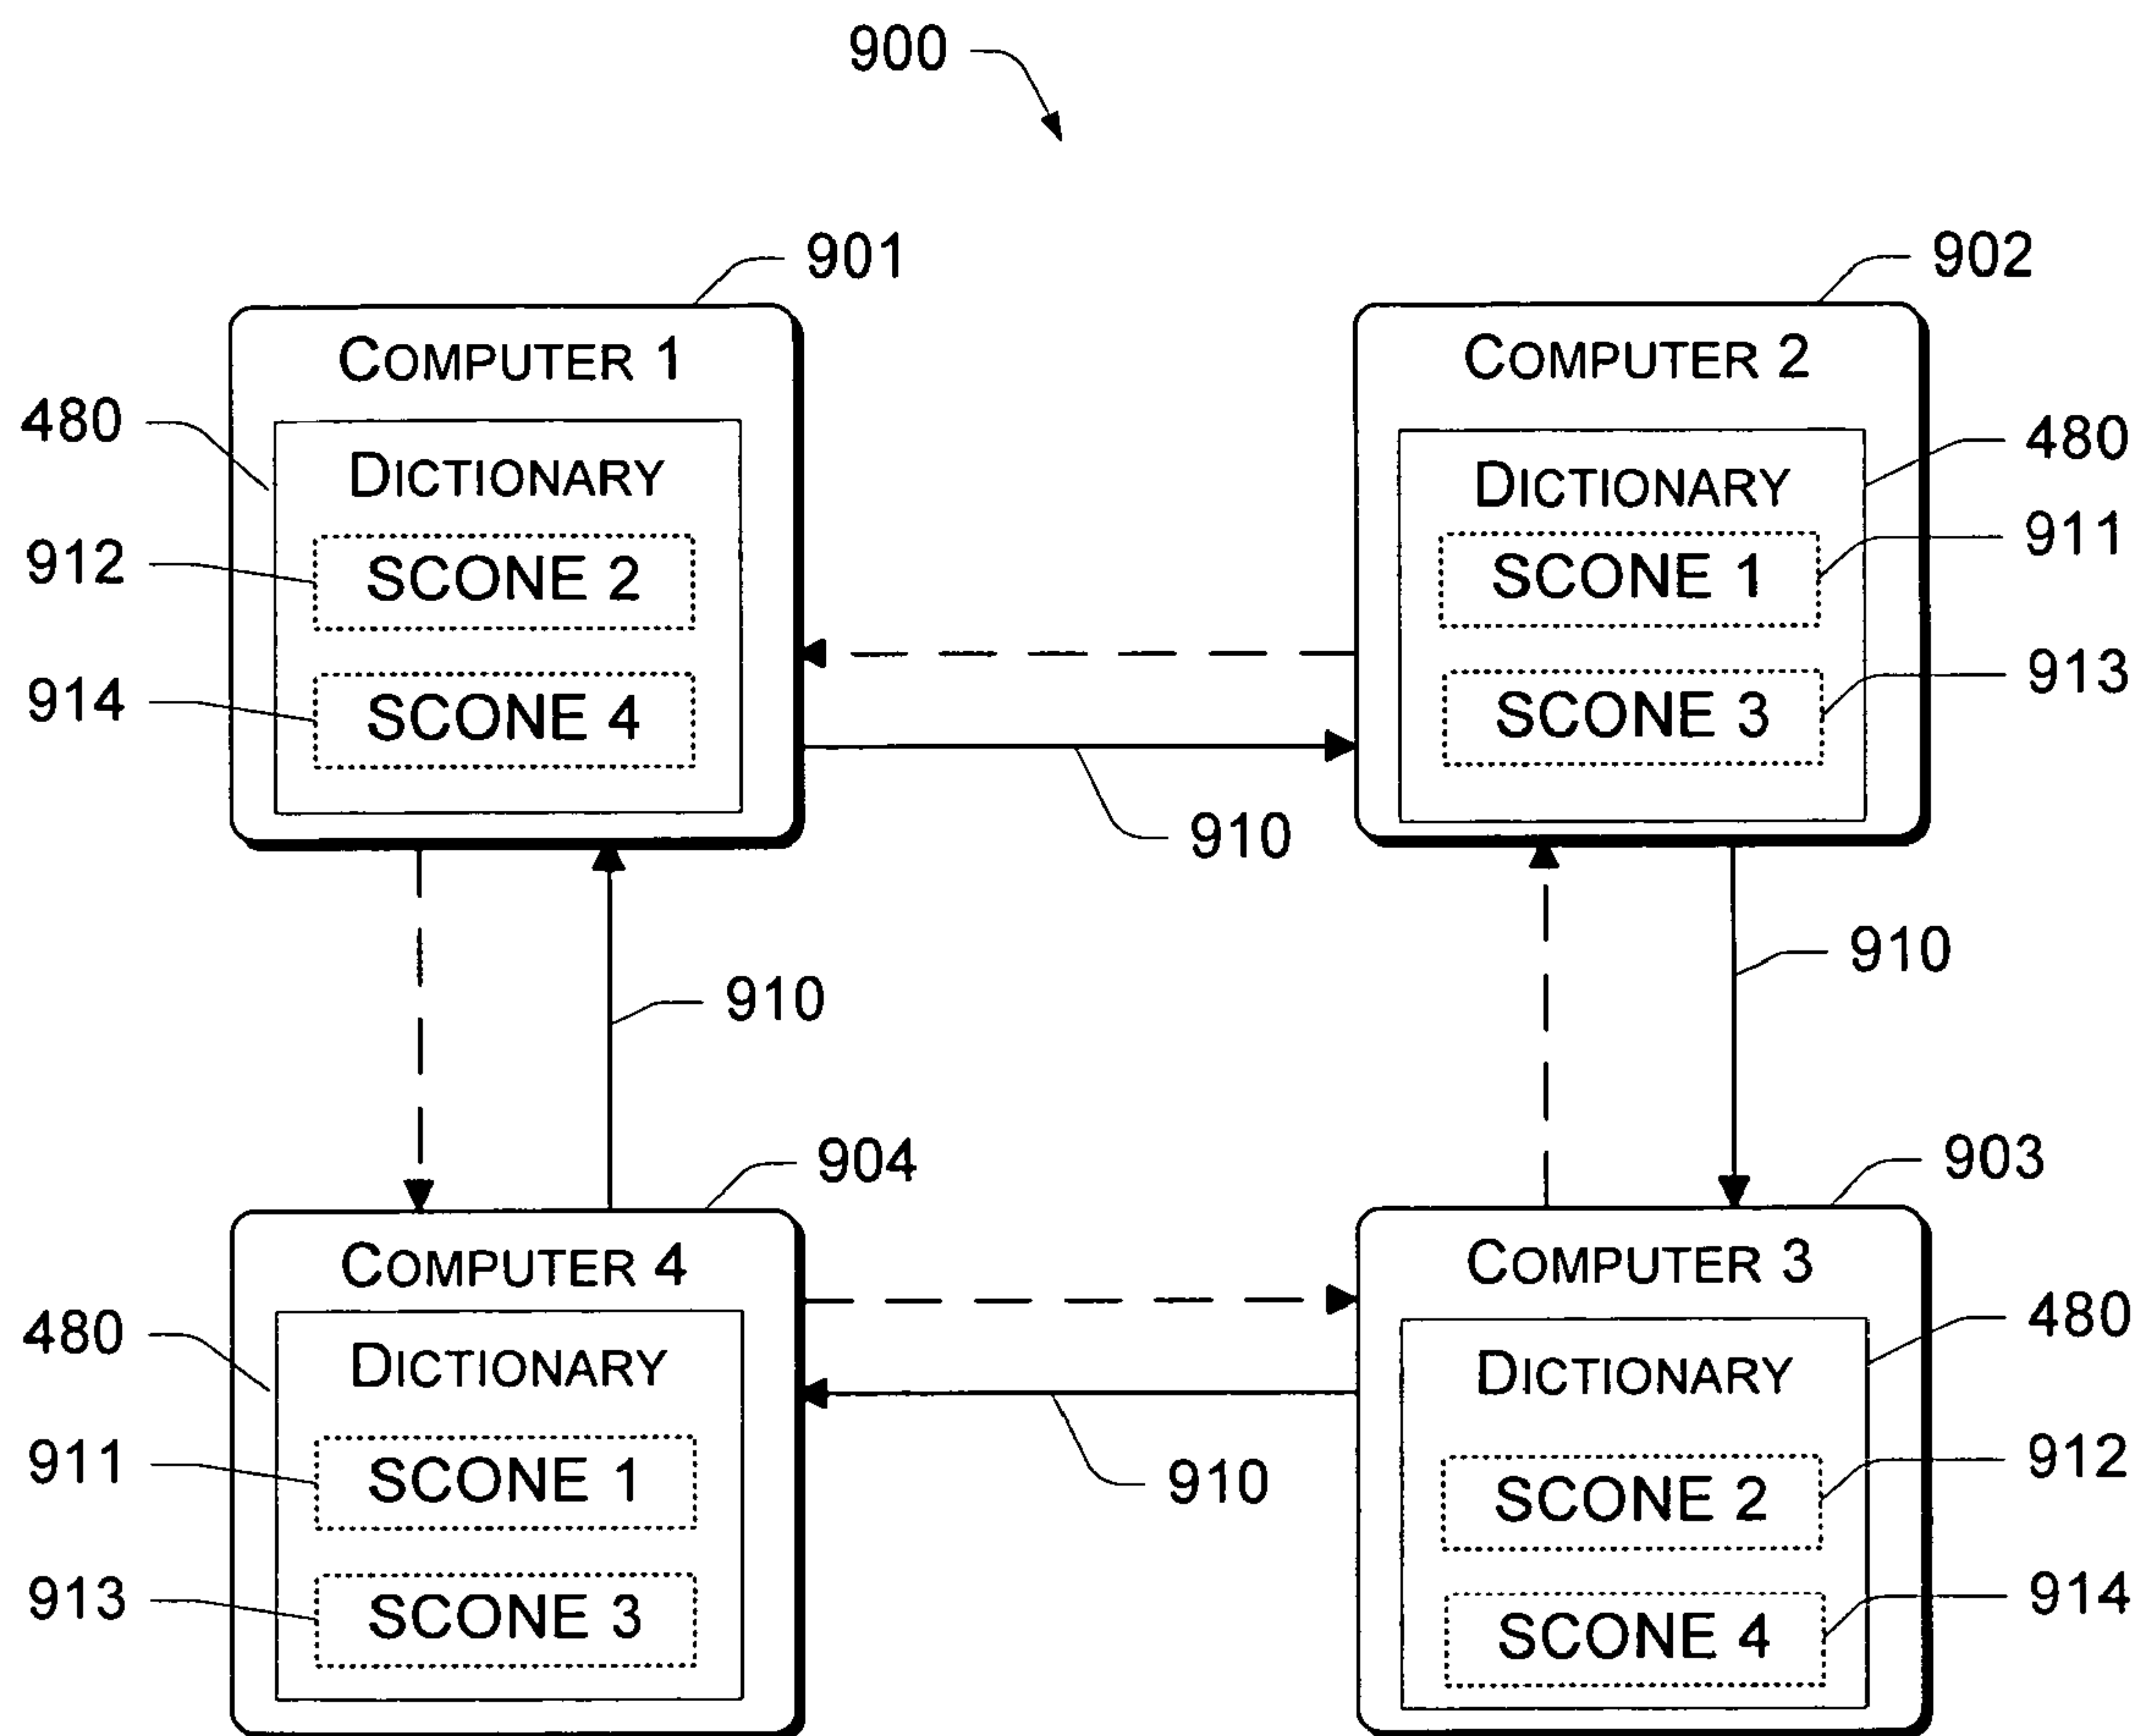 900
901
902
COMPUTER 1
COMPUTER 2
480
DICTIONARY
480
DICTIONARY
912
SCONE 2
SCONE 1
911
914
SCONE 4
SCONE 3
913
910
910
910
904
903
COMPUTER 4
COMPUTER 3
480
DICTIONARY
480
DICTIONARY
911
SCONE 1
912
SCONE 2
910
913
SCONE 3
914
SCONE 4